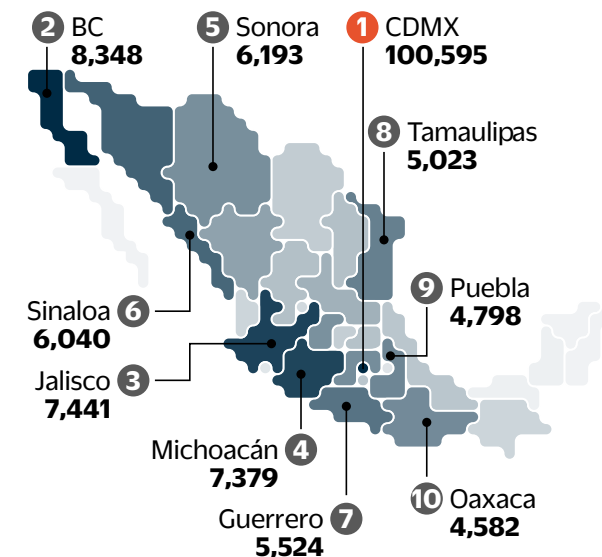 2 BC
8,348
5 Sonora
6,193
1 CDMX
100,595
8 Tamaulipas
5,023
9 Puebla
4,798
Sinaloa 6
6,040
Jalisco 3
7,441
Michoacán 4
7,379
Guerrero 7
5,524
10 Oaxaca
4,582